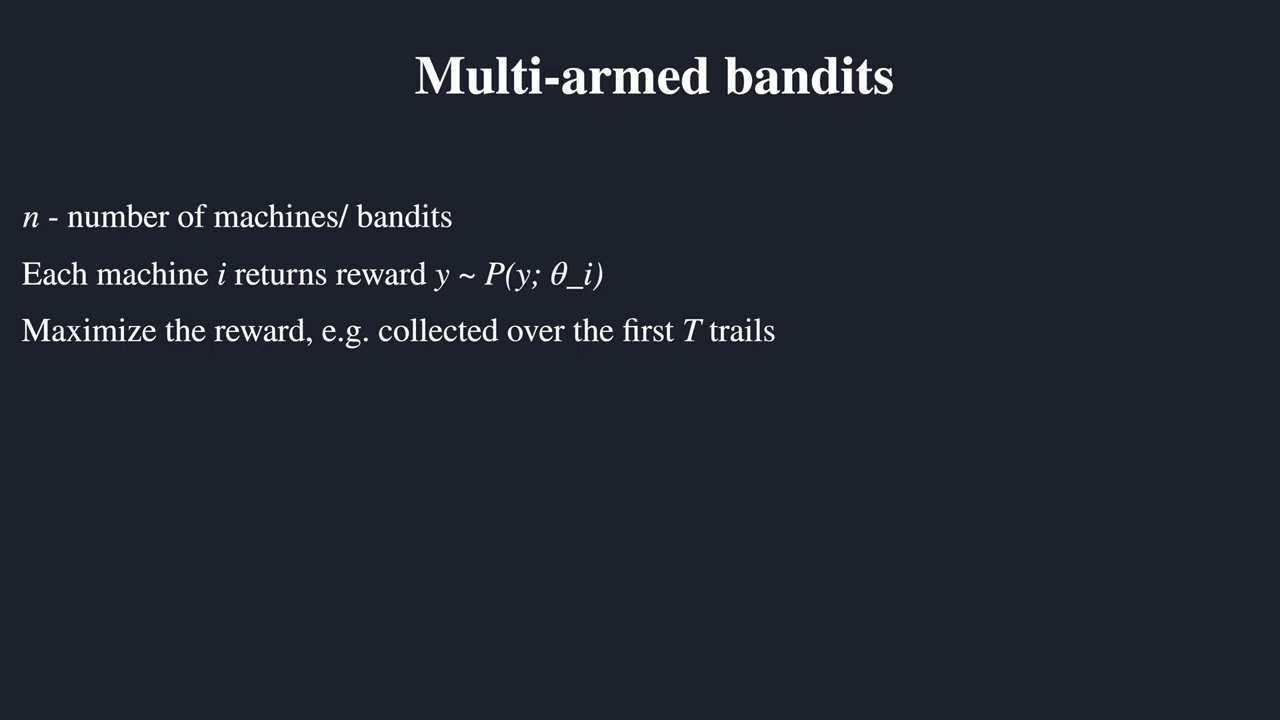 Multi-armed bandits
n - number of machines/ bandits
Each machine i returns reward y ~ P(y; θ_i)
Maximize the reward, e.g. collected over the first T trails